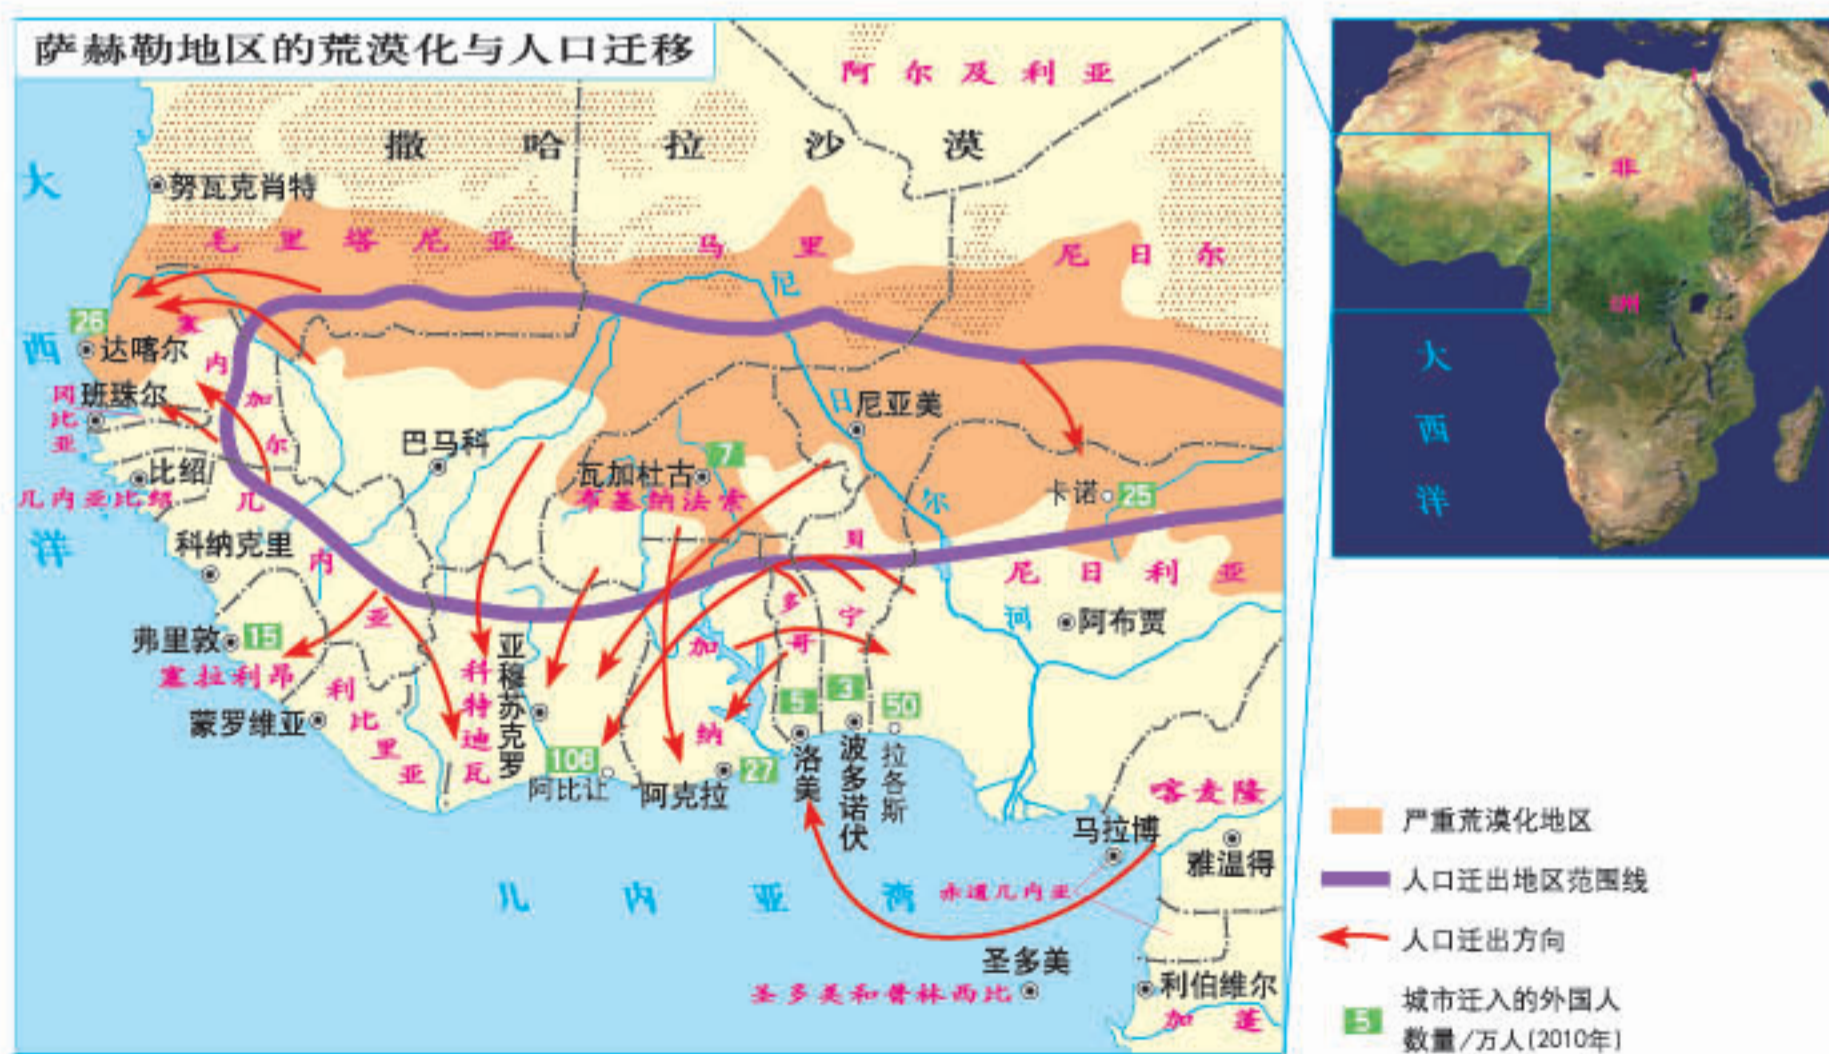 萨赫勒地区的荒漠化与人口迁移
阿尔及利亚
撒哈拉沙漠
努瓦克肖特
毛里塔尼亚
马里
尼日尔
大西洋
26
达喀尔
塞内加尔
冈比亚
班珠尔
比绍
几内亚比绍
巴马科
瓦加杜古
7
布基纳法索
尼亚美
尼日尔河
卡诺
25
科纳克里
几内亚
贝宁
尼日利亚
阿布贾
弗里敦
15
塞拉利昂
蒙罗维亚
利比里亚
科特迪瓦
亚穆苏克罗
106
阿比让
加纳
阿克拉
27
多哥
5
洛美
3
波多诺伏
50
拉各斯
喀麦隆
马拉博
雅温得
几内亚湾
赤道几内亚
圣多美
圣多美和普林西比
利伯维尔
加蓬
非洲
大西洋
严重荒漠化地区
人口迁出地区范围线
人口迁出方向
5
城市迁入的外国人
数量/万人(2010年)